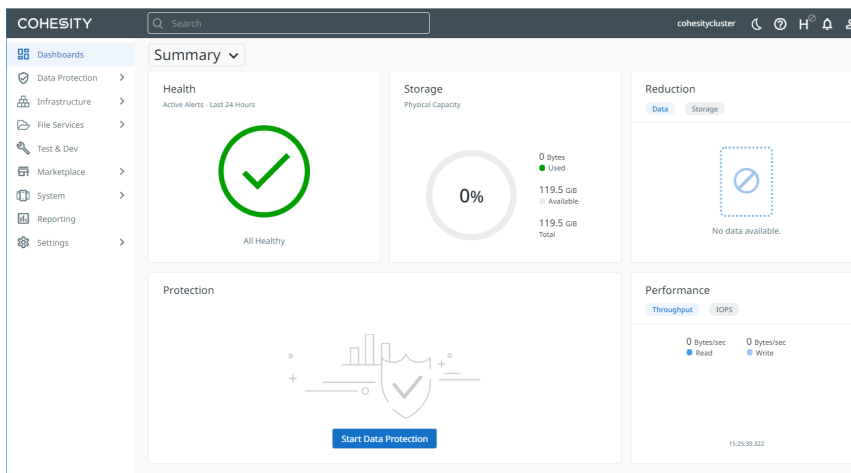 COHESITY
Search
cohesitycluster
H
Dashboards
Data Protection
Infrastructure
File Services
Test & Dev
Marketplace
System
Reporting
Settings
Summary
Health
Active Alerts - Last 24 Hours
All Healthy
Storage
Physical Capacity
0%
0 Bytes
Used
119.5 GiB
Available
119.5 GiB
Total
Reduction
Data Storage
No data available.
Protection
Start Data Protection
Performance
Throughput IOPS
0 Bytes/sec 0 Bytes/sec
Read Write
15:25:30.322